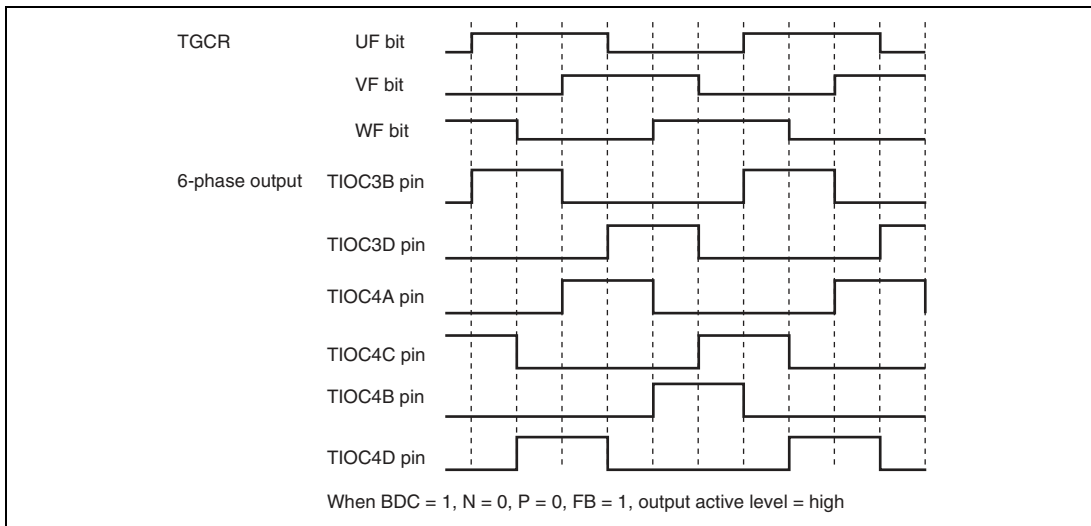 TGCR UF bit
VF bit
WF bit
6-phase output TIOC3B pin
TIOC3D pin
TIOC4A pin
TIOC4C pin
TIOC4B pin
TIOC4D pin
When BDC = 1, N = 0, P = 0, FB = 1, output active level = high